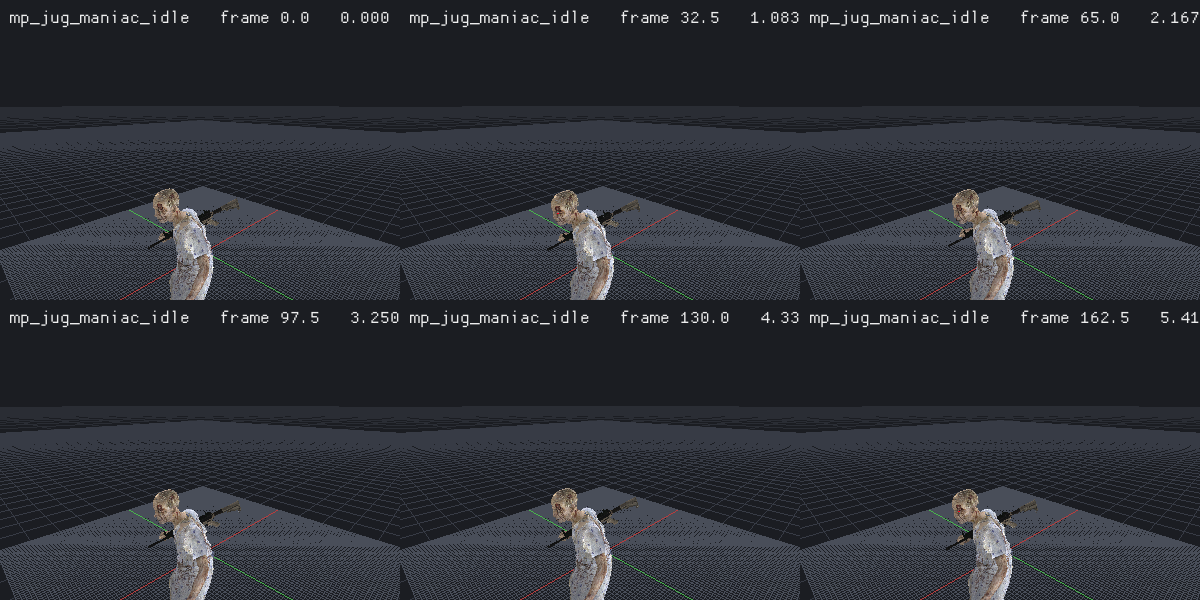 mp_jug_maniac_idle frame 0.0 0.000
mp_jug_maniac_idle frame 32.5 1.083
mp_jug_maniac_idle frame 65.0 2.167
mp_jug_maniac_idle frame 97.5 3.250
mp_jug_maniac_idle frame 130.0 4.33
mp_jug_maniac_idle frame 162.5 5.41